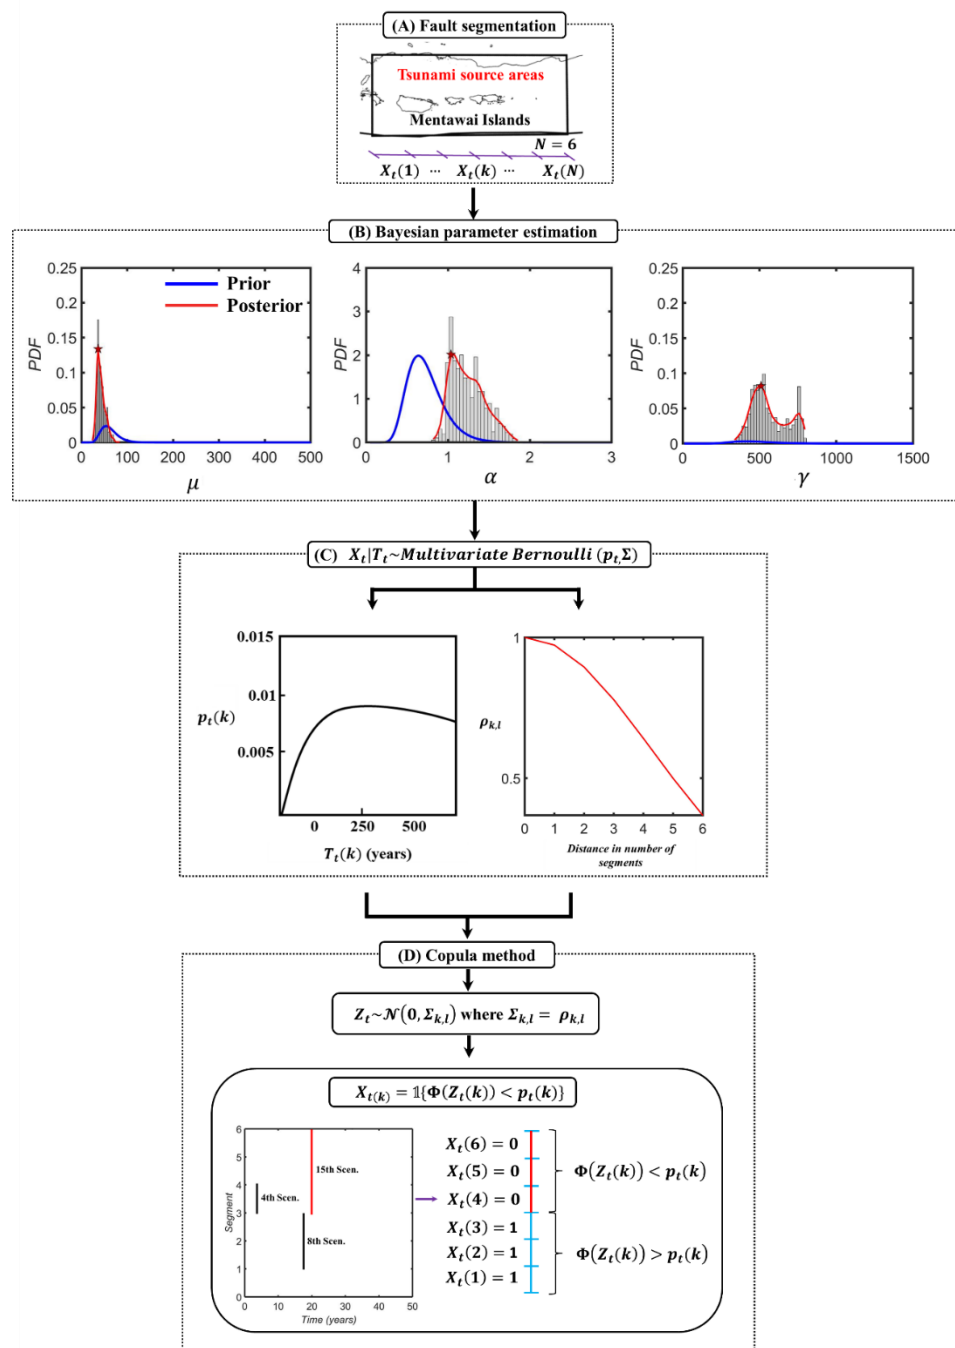 (A) Fault segmentation
Tsunami source areas
Mentawai Islands
N = 6
X_t(1) ... X_t(k) ... X_t(N)
(B) Bayesian parameter estimation
0.25
0.2
0.15
0.1
0.05
0
PDF
0 100 200 300 400 500
μ
Prior
Posterior
4
3
2
1
0
PDF
0 1 2 3
α
0.25
0.2
0.15
0.1
0.05
0
PDF
0 500 1000 1500
γ
(C) X_t|T_t~Multivariate Bernoulli (p_t,Σ)
0.015
0.01
0.005
p_t(k)
0 250 500
T_t(k) (years)
1
0.5
ρ_{k,l}
0 1 2 3 4 5 6
Distance in number of
segments
(D) Copula method
Z_t~𝒩(0, Σ_{k,l}) where Σ_{k,l} = ρ_{k,l}
X_{t(k)} = 𝟙{Φ(Z_t(k)) < p_t(k)}
6
5
4
3
2
1
0
Segment
15th Scen.
4th Scen.
8th Scen.
0 10 20 30 40 50
Time (years)
X_t(6) = 0
X_t(5) = 0
X_t(4) = 0
X_t(3) = 1
X_t(2) = 1
X_t(1) = 1
Φ(Z_t(k)) < p_t(k)
Φ(Z_t(k)) > p_t(k)